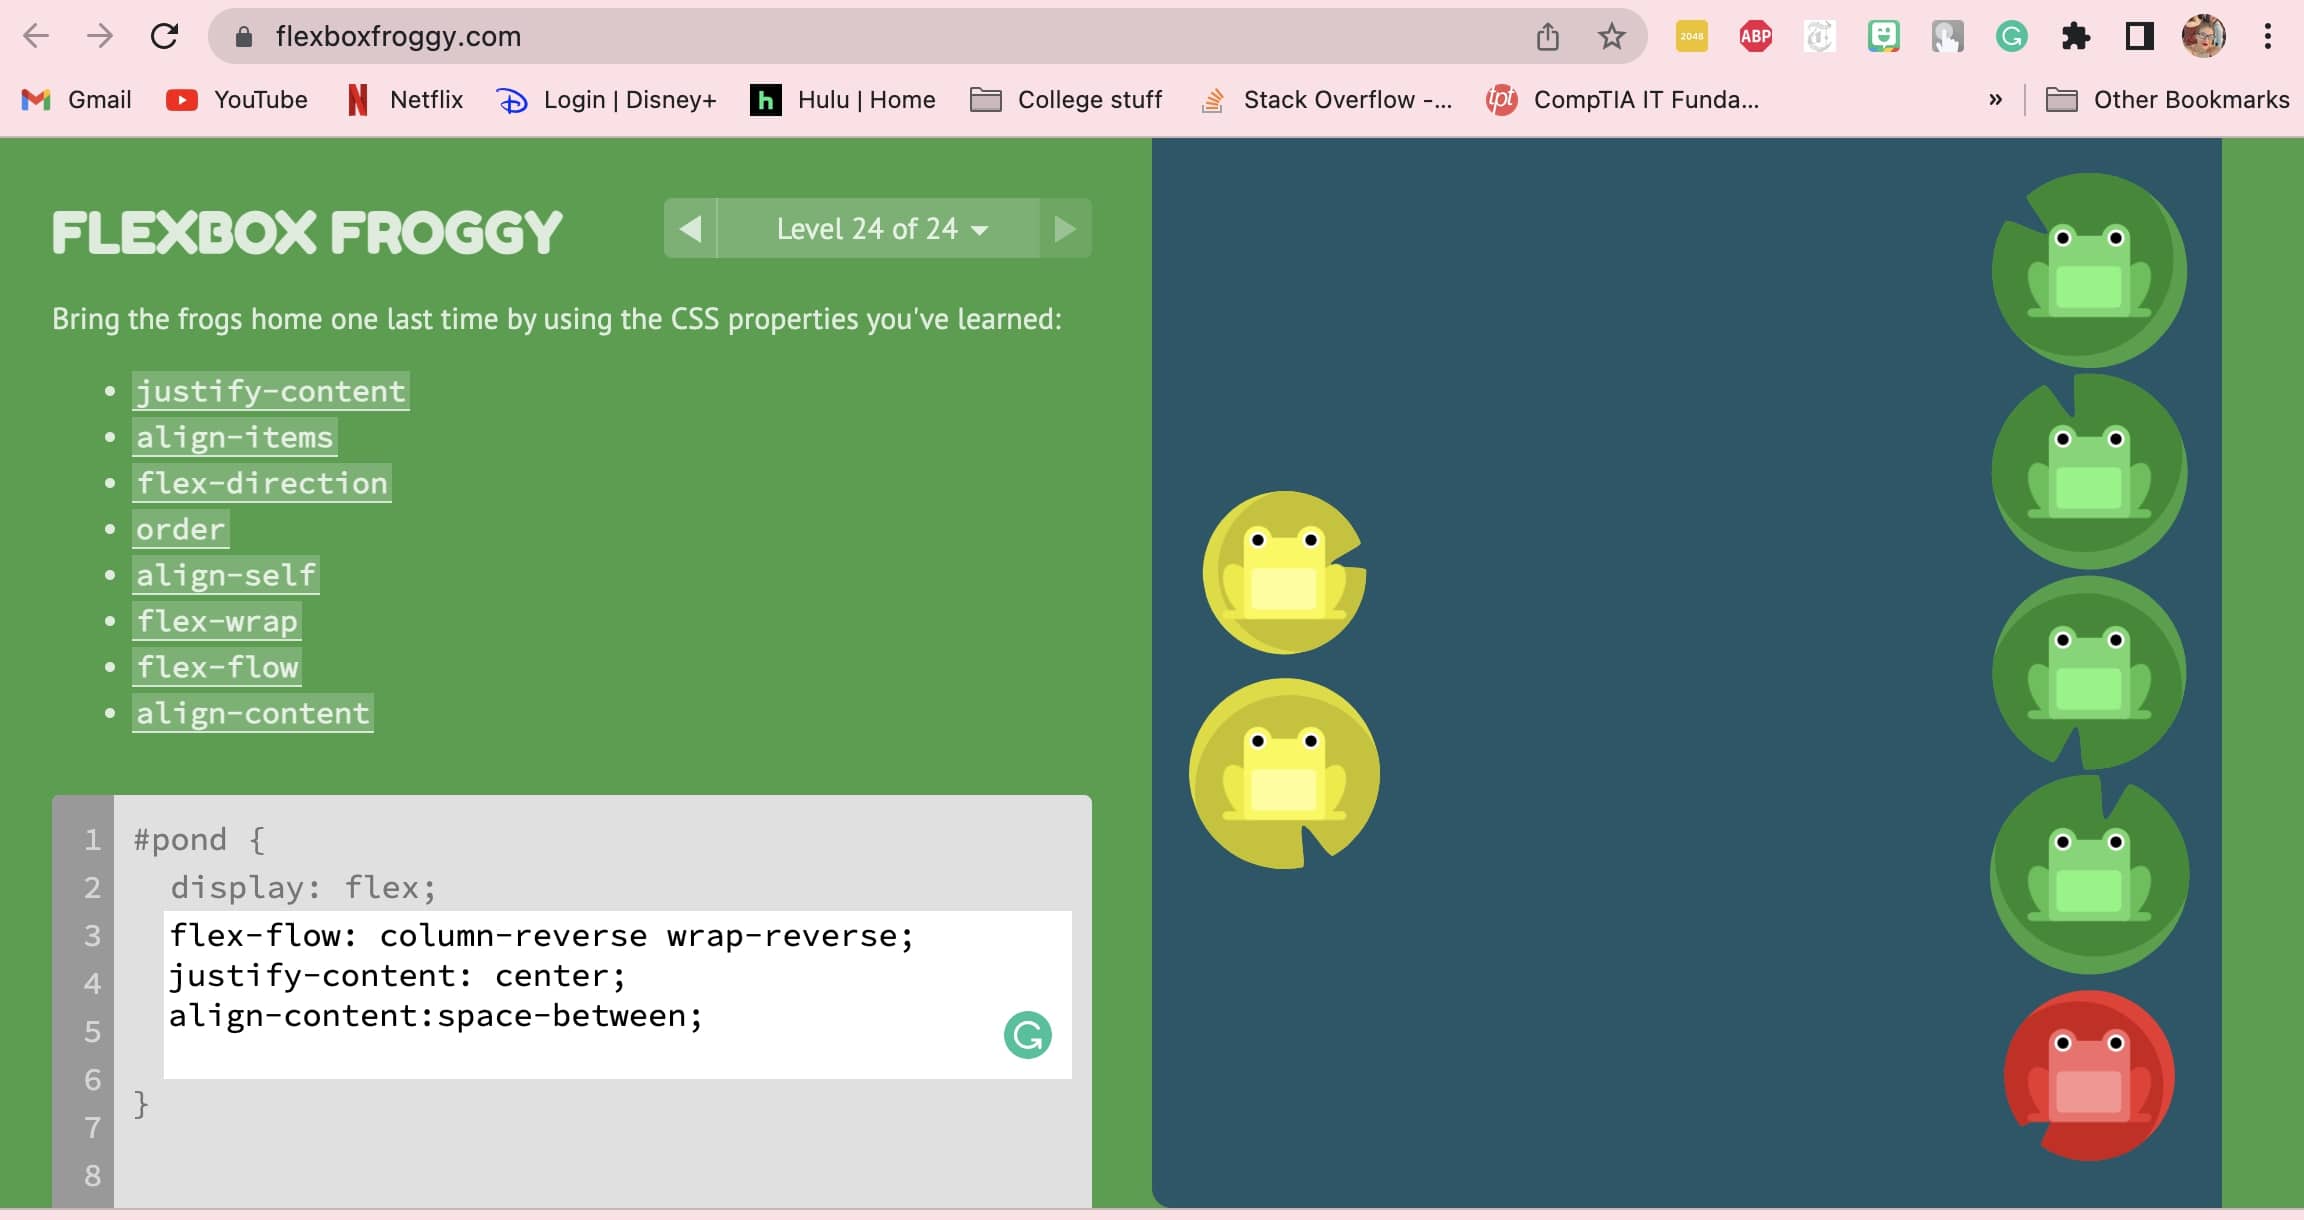 flexboxfroggy.com
2048
ABP
Gmail
YouTube
Netflix
Login | Disney+
h
Hulu | Home
College stuff
Stack Overflow -...
tpt
CompTIA IT Funda...
»
Other Bookmarks
FLEXBOX FROGGY
Level 24 of 24
Bring the frogs home one last time by using the CSS properties you've learned:
• justify-content
• align-items
• flex-direction
• order
• align-self
• flex-wrap
• flex-flow
• align-content
1 #pond {
2 display: flex;
3 flex-flow: column-reverse wrap-reverse;
4 justify-content: center;
5 align-content:space-between;
6
}
7
8